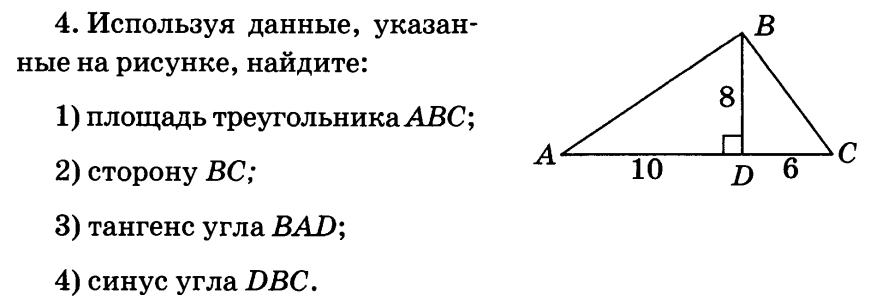 4. Используя данные, указан-
ные на рисунке, найдите:
1) площадь треугольника ABC;
2) сторону BC;
3) тангенс угла BAD;
4) синус угла DBC.
B
8
A
10
D
6
C